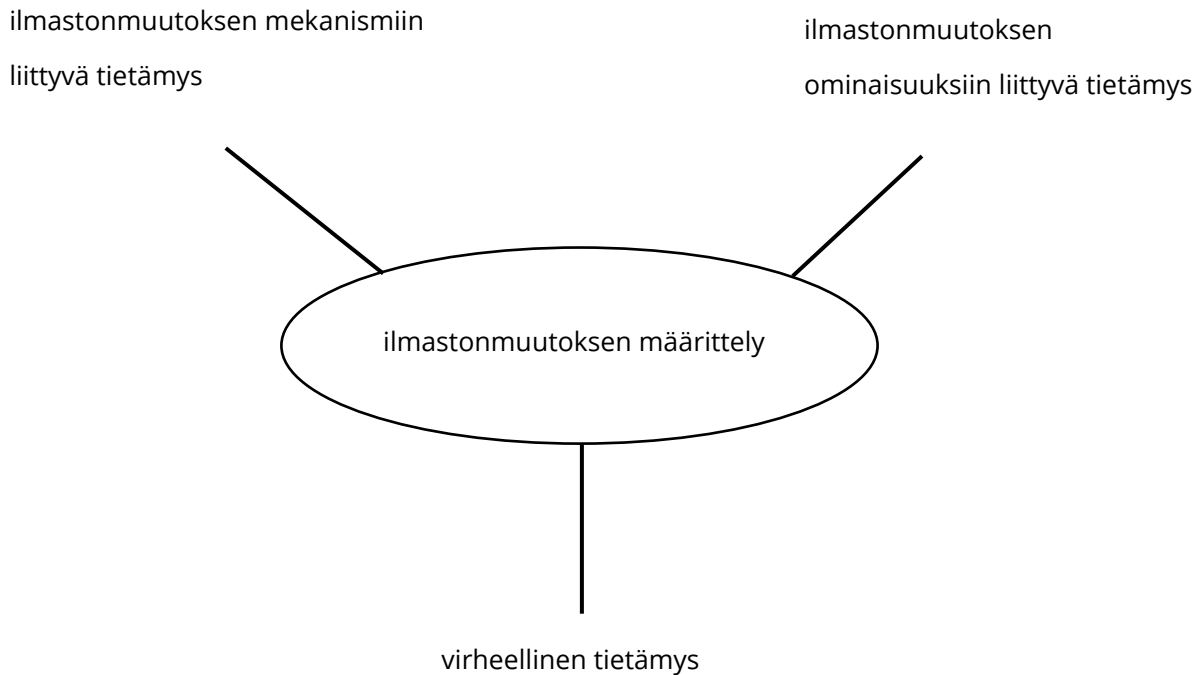 ilmastonmuutoksen mekanismiin
liittyvä tietämys
ilmastonmuutoksen
ominaisuuksiin liittyvä tietämys
ilmastonmuutoksen määrittely
virheellinen tietämys